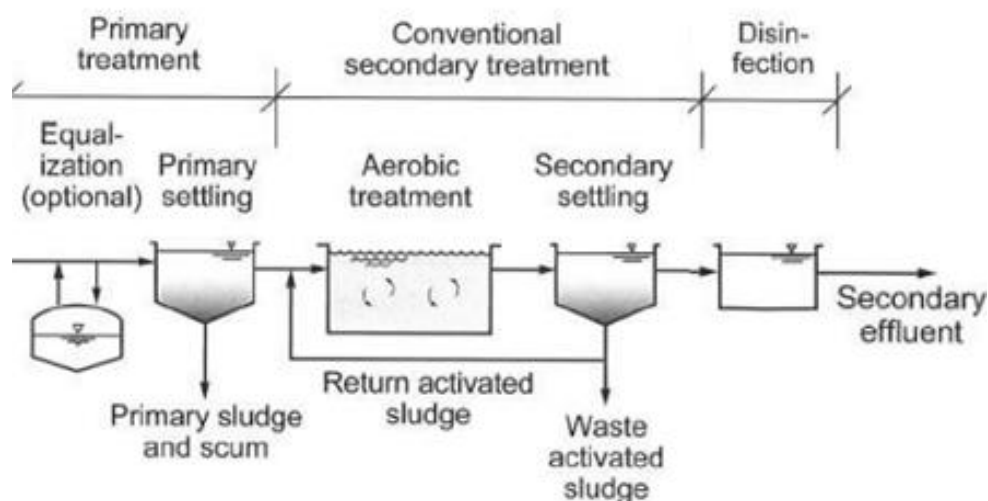 Primary
treatment
Conventional
secondary treatment
Disin-
fection
Equal-
ization
(optional)
Primary
settling
Aerobic
treatment
Secondary
settling
Secondary
effluent
Return activated
sludge
Primary sludge
and scum
Waste
activated
sludge